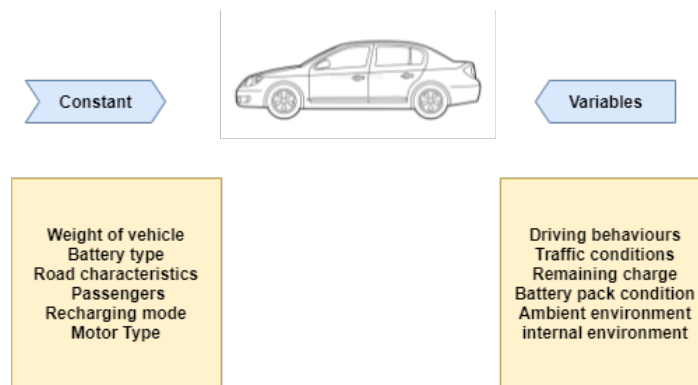 Constant
Variables
Weight of vehicle
Battery type
Road characteristics
Passengers
Recharging mode
Motor Type
Driving behaviours
Traffic conditions
Remaining charge
Battery pack condition
Ambient environment
internal environment